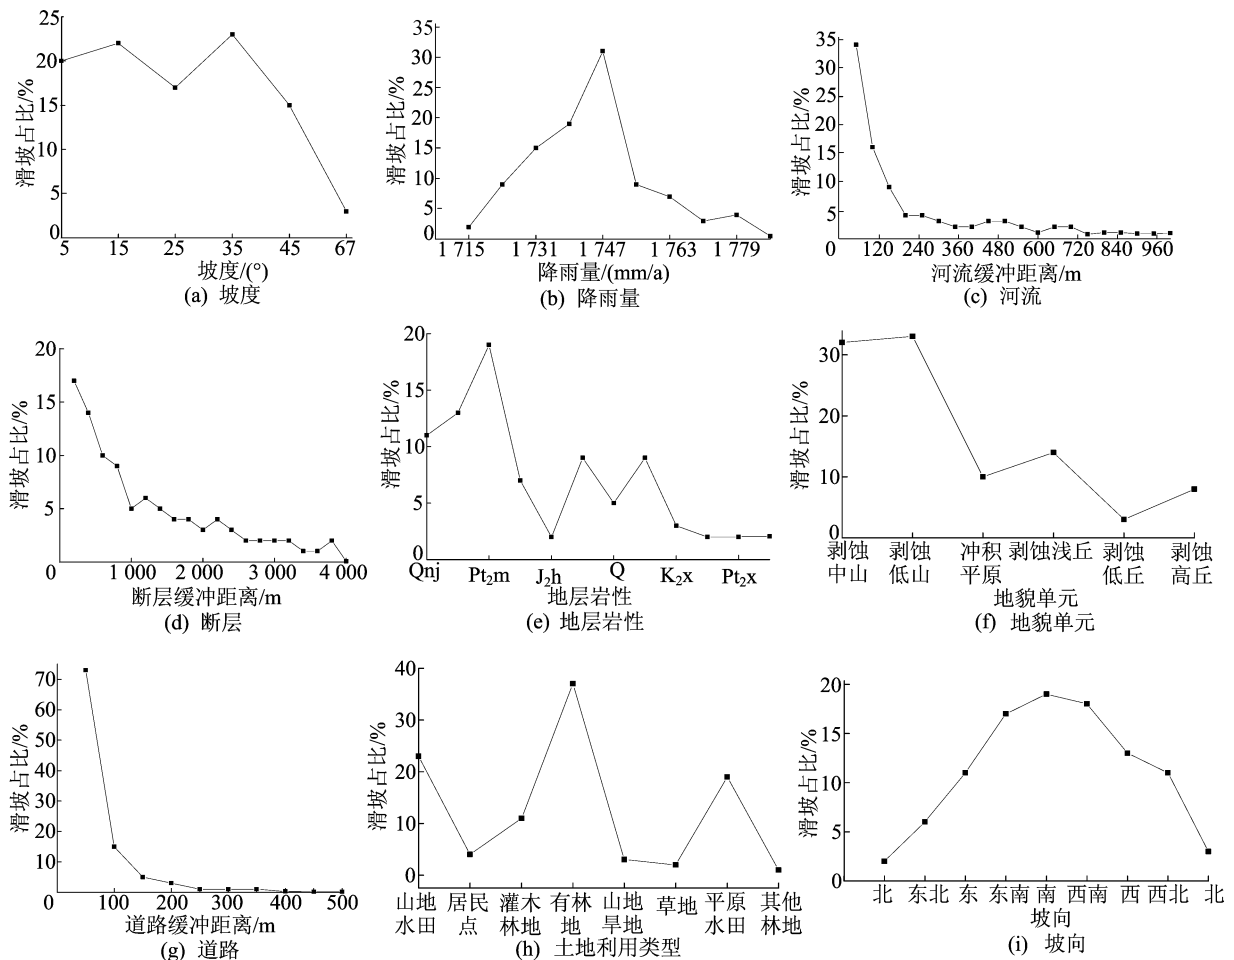 25
20
15
10
5
0
滑坡占比/%
5 15 25 35 45 67
坡度/(°)
(a) 坡度
35
30
25
20
15
10
5
0
滑坡占比/%
1 715 1 731 1 747 1 763 1 779
降雨量/(mm/a)
(b) 降雨量
35
30
25
20
15
10
5
0
滑坡占比/%
120 240 360 480 600 720 840 960
河流缓冲距离/m
(c) 河流
20
15
10
5
0
滑坡占比/%
1 000 2 000 3 000 4 000
断层缓冲距离/m
(d) 断层
20
15
10
5
0
滑坡占比/%
Qnj Pt₂m J₂h Q K₂x Pt₂x
地层岩性
(e) 地层岩性
30
20
10
0
滑坡占比/%
剥蚀 剥蚀 冲积 剥蚀浅丘 剥蚀 剥蚀
中山 低山 平原 低丘 高丘
地貌单元
(f) 地貌单元
70
60
50
40
30
20
10
滑坡占比/%
100 200 300 400 500
道路缓冲距离/m
(g) 道路
40
30
20
10
0
滑坡占比/%
山地 居民 灌木 有林 山地 草地 平原 其他
水田 点 林地 地 旱地 水田 林地
土地利用类型
(h) 土地利用类型
20
15
10
5
0
滑坡占比/%
北 东北 东 东南 南 西南 西 西北 北
坡向
(i) 坡向